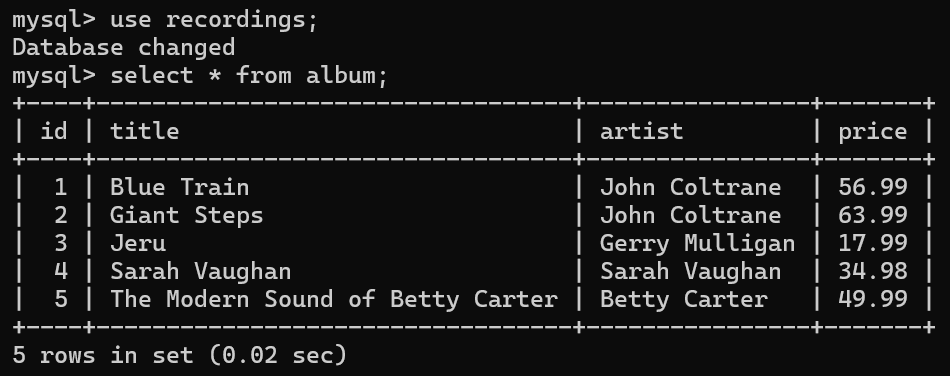 mysql> use recordings;
Database changed
mysql> select * from album;
+----+----------------------------------+----------------+-------+
| id | title                            | artist         | price |
+----+----------------------------------+----------------+-------+
|  1 | Blue Train                       | John Coltrane  | 56.99 |
|  2 | Giant Steps                      | John Coltrane  | 63.99 |
|  3 | Jeru                             | Gerry Mulligan | 17.99 |
|  4 | Sarah Vaughan                    | Sarah Vaughan  | 34.98 |
|  5 | The Modern Sound of Betty Carter | Betty Carter   | 49.99 |
+----+----------------------------------+----------------+-------+
5 rows in set (0.02 sec)